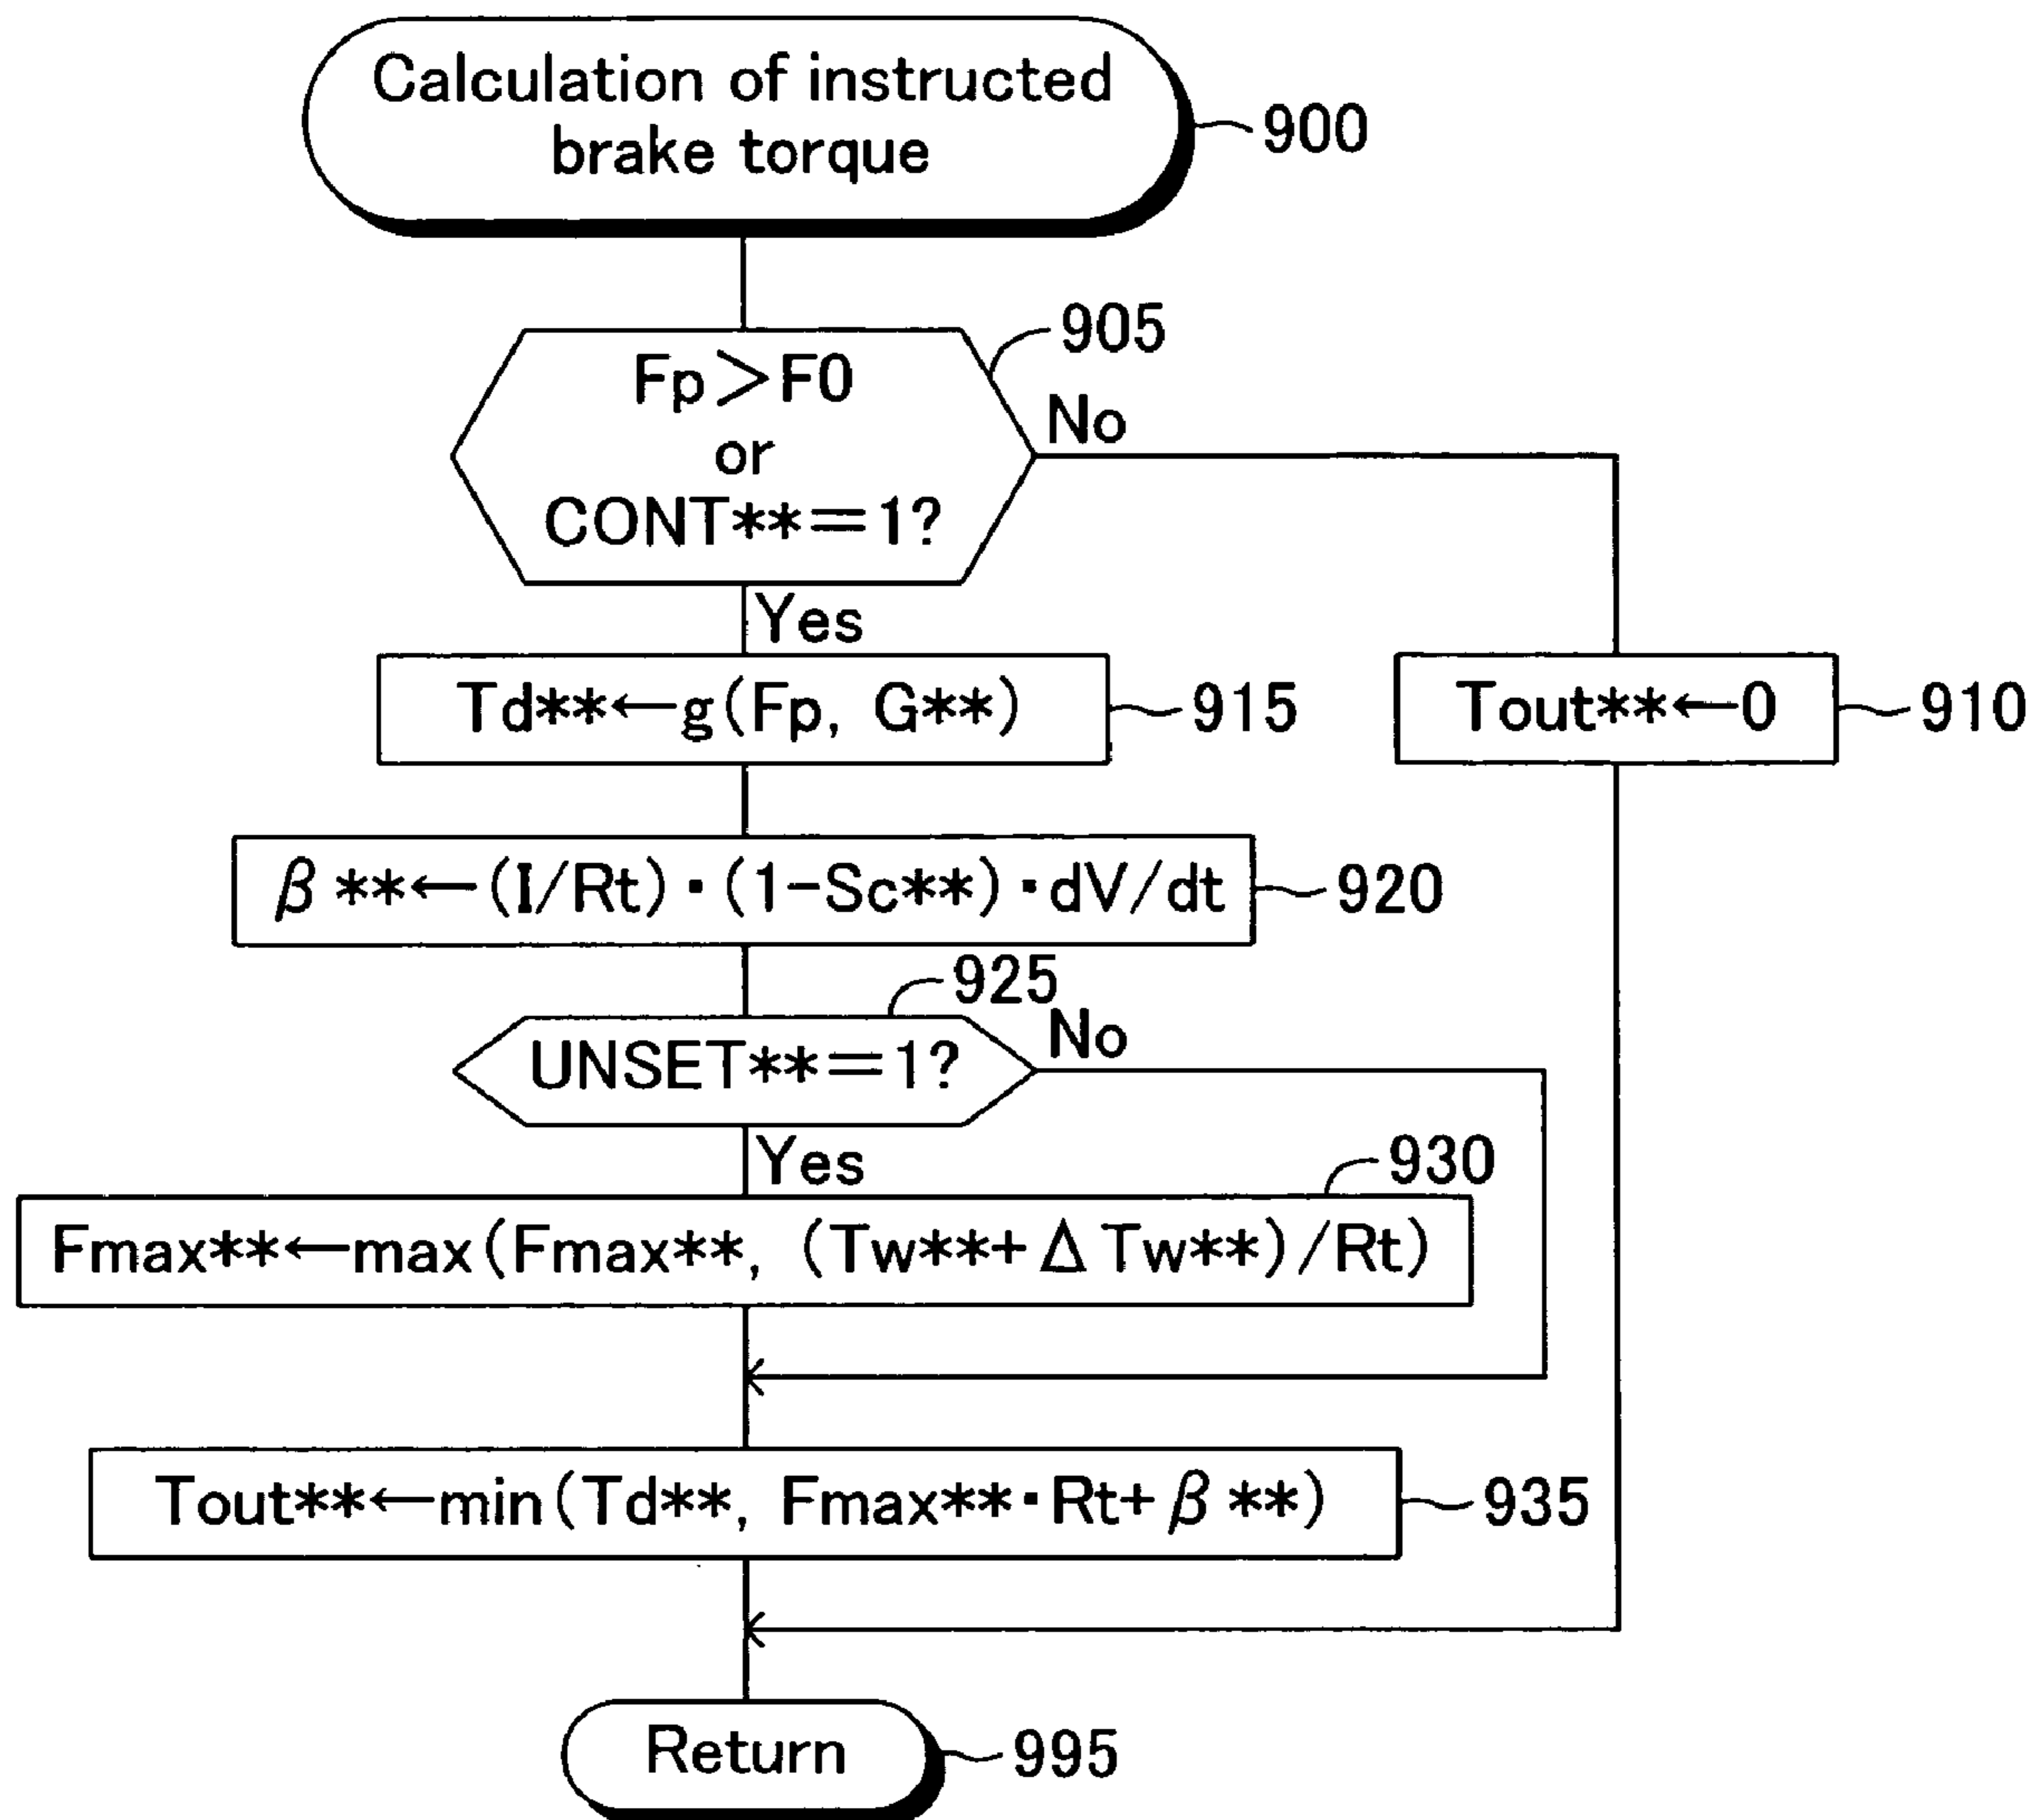 Calculation of instructed
brake torque
900
905
Fp>F0
or
CONT**=1?
No
Yes
Td**←g(Fp, G**)
915
Tout**←0
910
β**←(I/Rt)・(1-Sc**)・dV/dt
920
925
UNSET**=1?
No
Yes
930
Fmax**←max(Fmax**, (Tw**+ΔTw**)/Rt)
Tout**←min(Td**, Fmax**・Rt+β**)
935
Return
995